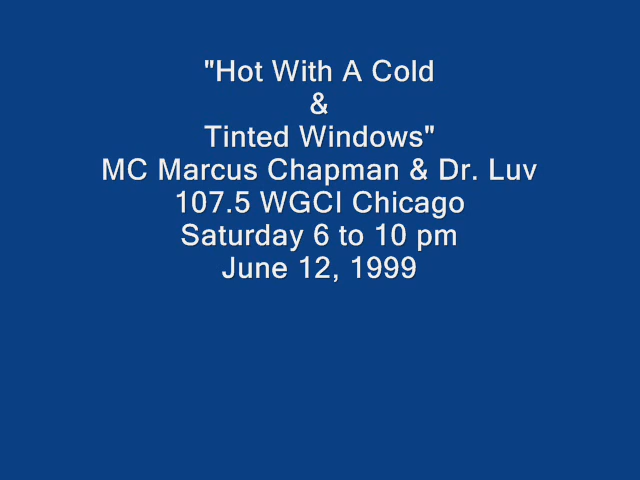 "Hot With A Cold
&
Tinted Windows"
MC Marcus Chapman & Dr. Luv
107.5 WGCI Chicago
Saturday 6 to 10 pm
June 12, 1999